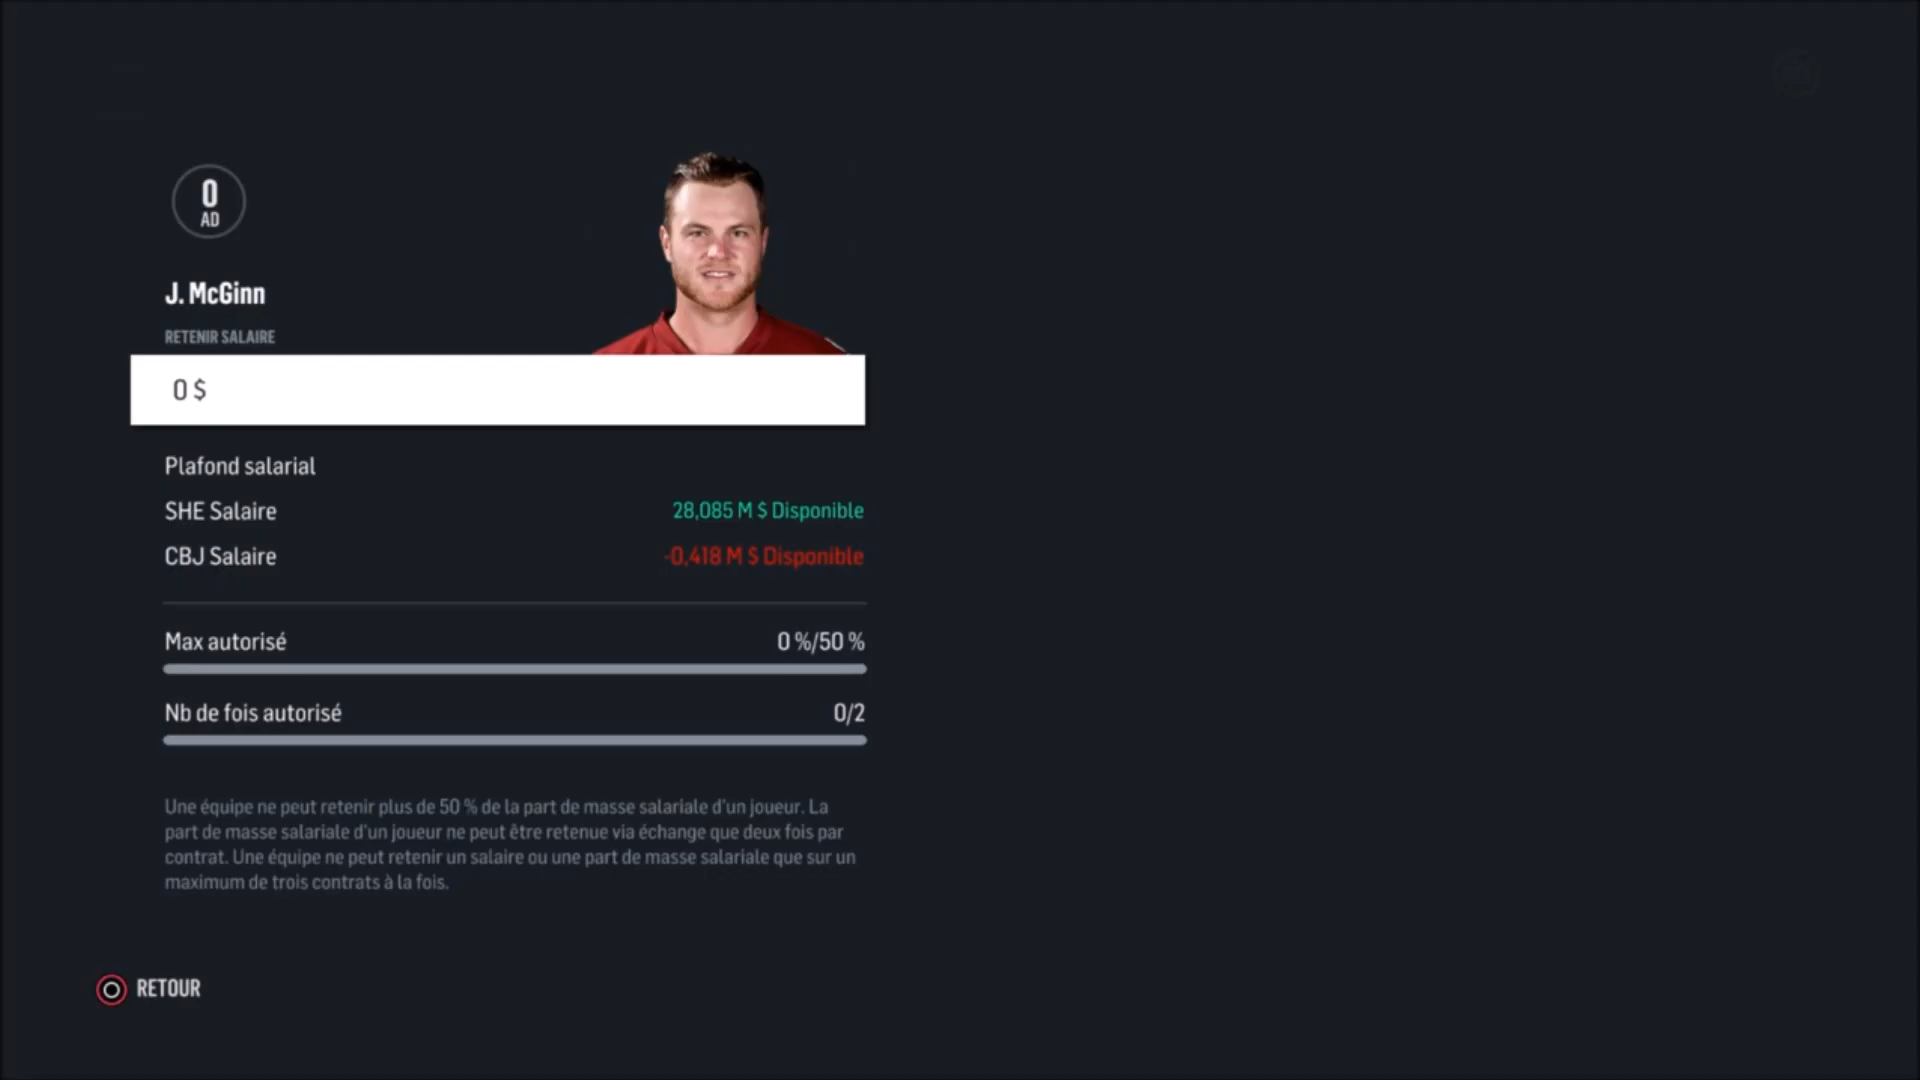 0
AD
J. McGinn
RETENIR SALAIRE
0 $
Plafond salarial
SHE Salaire 28,085 M $ Disponible
CBJ Salaire -0,418 M $ Disponible
Max autorisé 0 %/50 %
Nb de fois autorisé 0/2
Une équipe ne peut retenir plus de 50 % de la part de masse salariale d'un joueur. La
part de masse salariale d'un joueur ne peut être retenue via échange que deux fois par
contrat. Une équipe ne peut retenir un salaire ou une part de masse salariale que sur un
maximum de trois contrats à la fois.
RETOUR